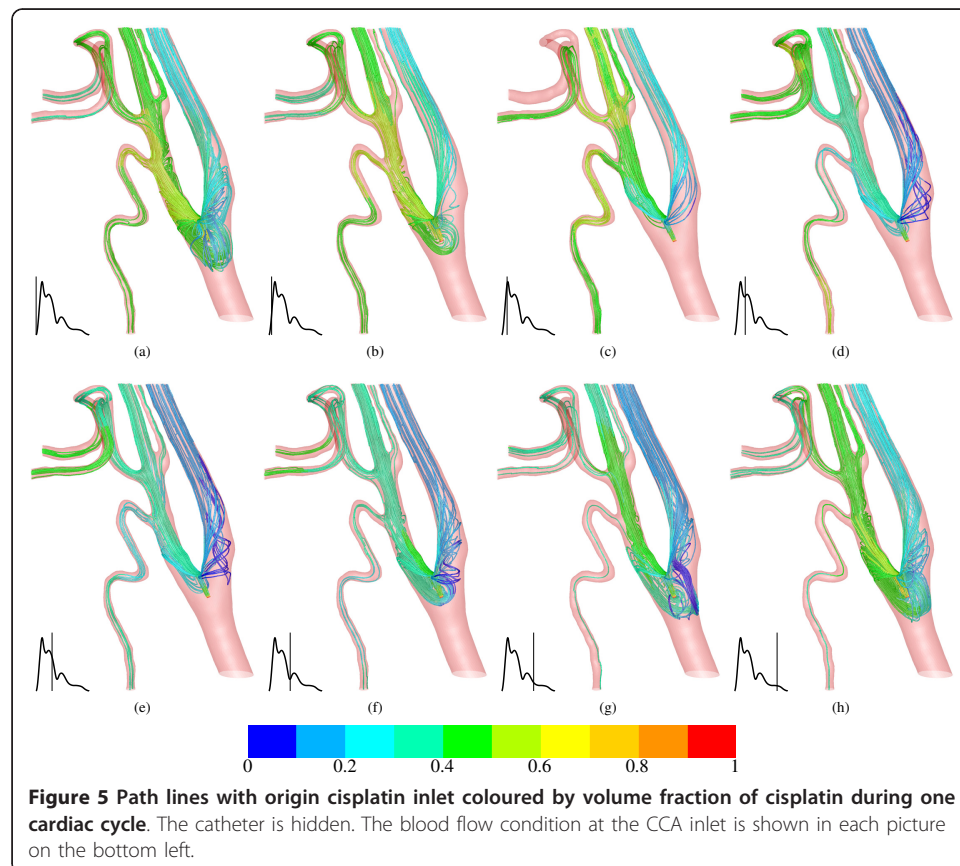 (a) (b) (c) (d)
(e) (f) (g) (h)
0 0.2 0.4 0.6 0.8 1
Figure 5 Path lines with origin cisplatin inlet coloured by volume fraction of cisplatin during one
cardiac cycle. The catheter is hidden. The blood flow condition at the CCA inlet is shown in each picture
on the bottom left.